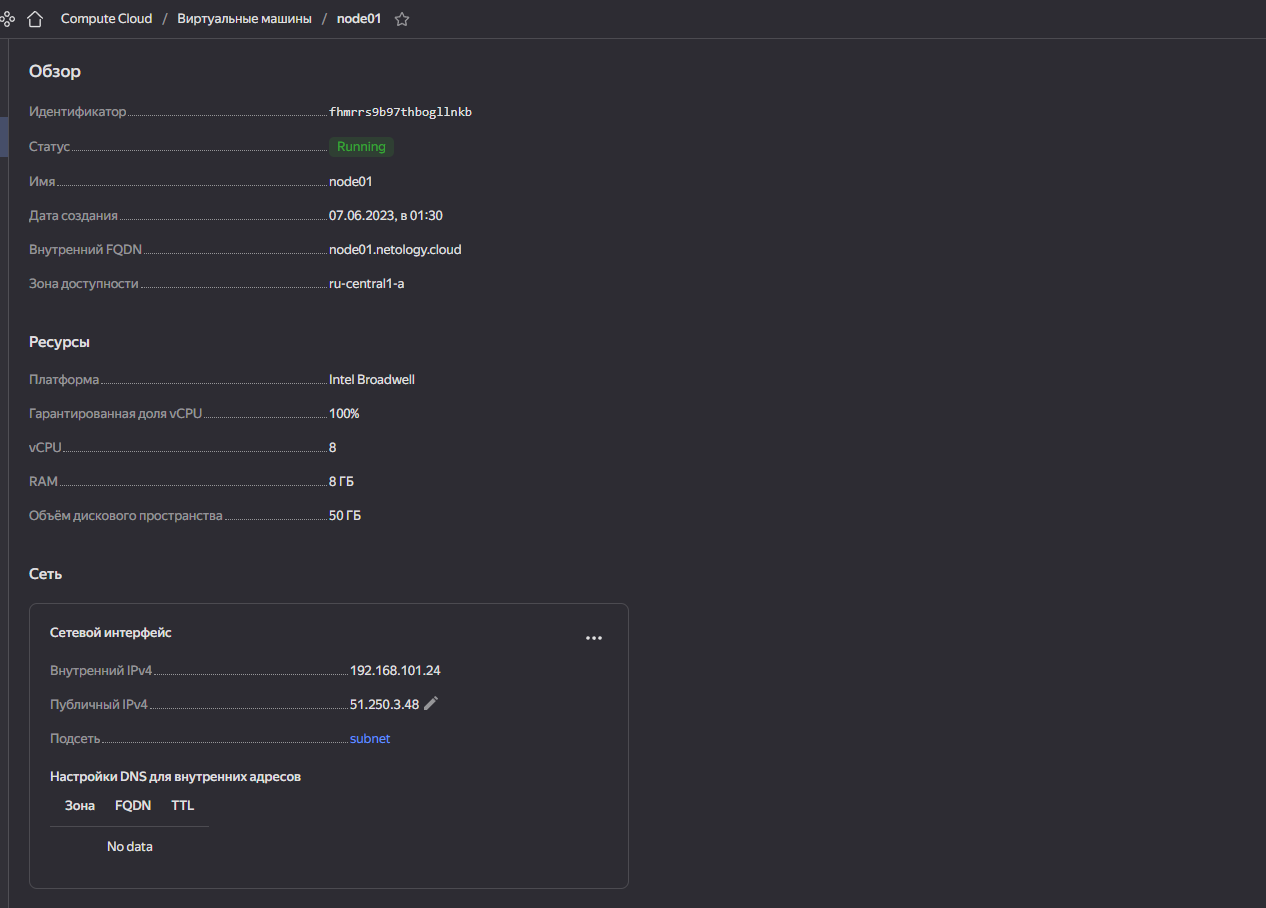 Compute Cloud / Виртуальные машины / node01
Обзор
Идентификатор fhmrrs9b97thbogllnkb
Статус Running
Имя node01
Дата создания 07.06.2023, в 01:30
Внутренний FQDN node01.netology.cloud
Зона доступности ru-central1-a
Ресурсы
Платформа Intel Broadwell
Гарантированная доля vCPU 100%
vCPU 8
RAM 8 ГБ
Объём дискового пространства 50 ГБ
Сеть
Сетевой интерфейс
Внутренний IPv4 192.168.101.24
Публичный IPv4 51.250.3.48
Подсеть subnet
Настройки DNS для внутренних адресов
Зона FQDN TTL
No data